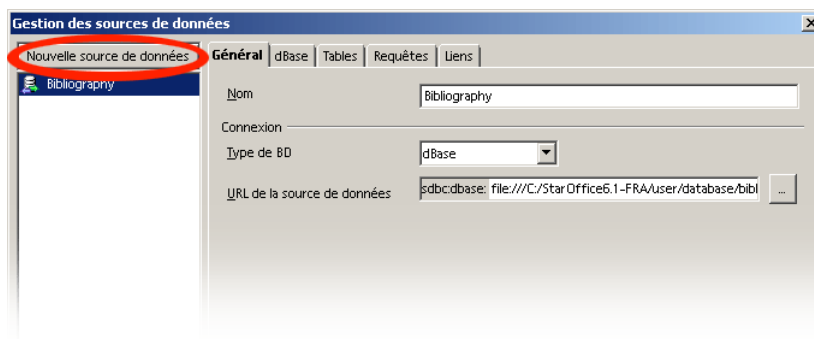 Gestion des sources de données
Nouvelle source de données
Bibliography
Général dBase Tables Requêtes Liens
Nom Bibliography
Connexion
Type de BD dBase
URL de la source de données sdbc:dbase: file:///C:/StarOffice6.1-FRA/user/database/bibl ...